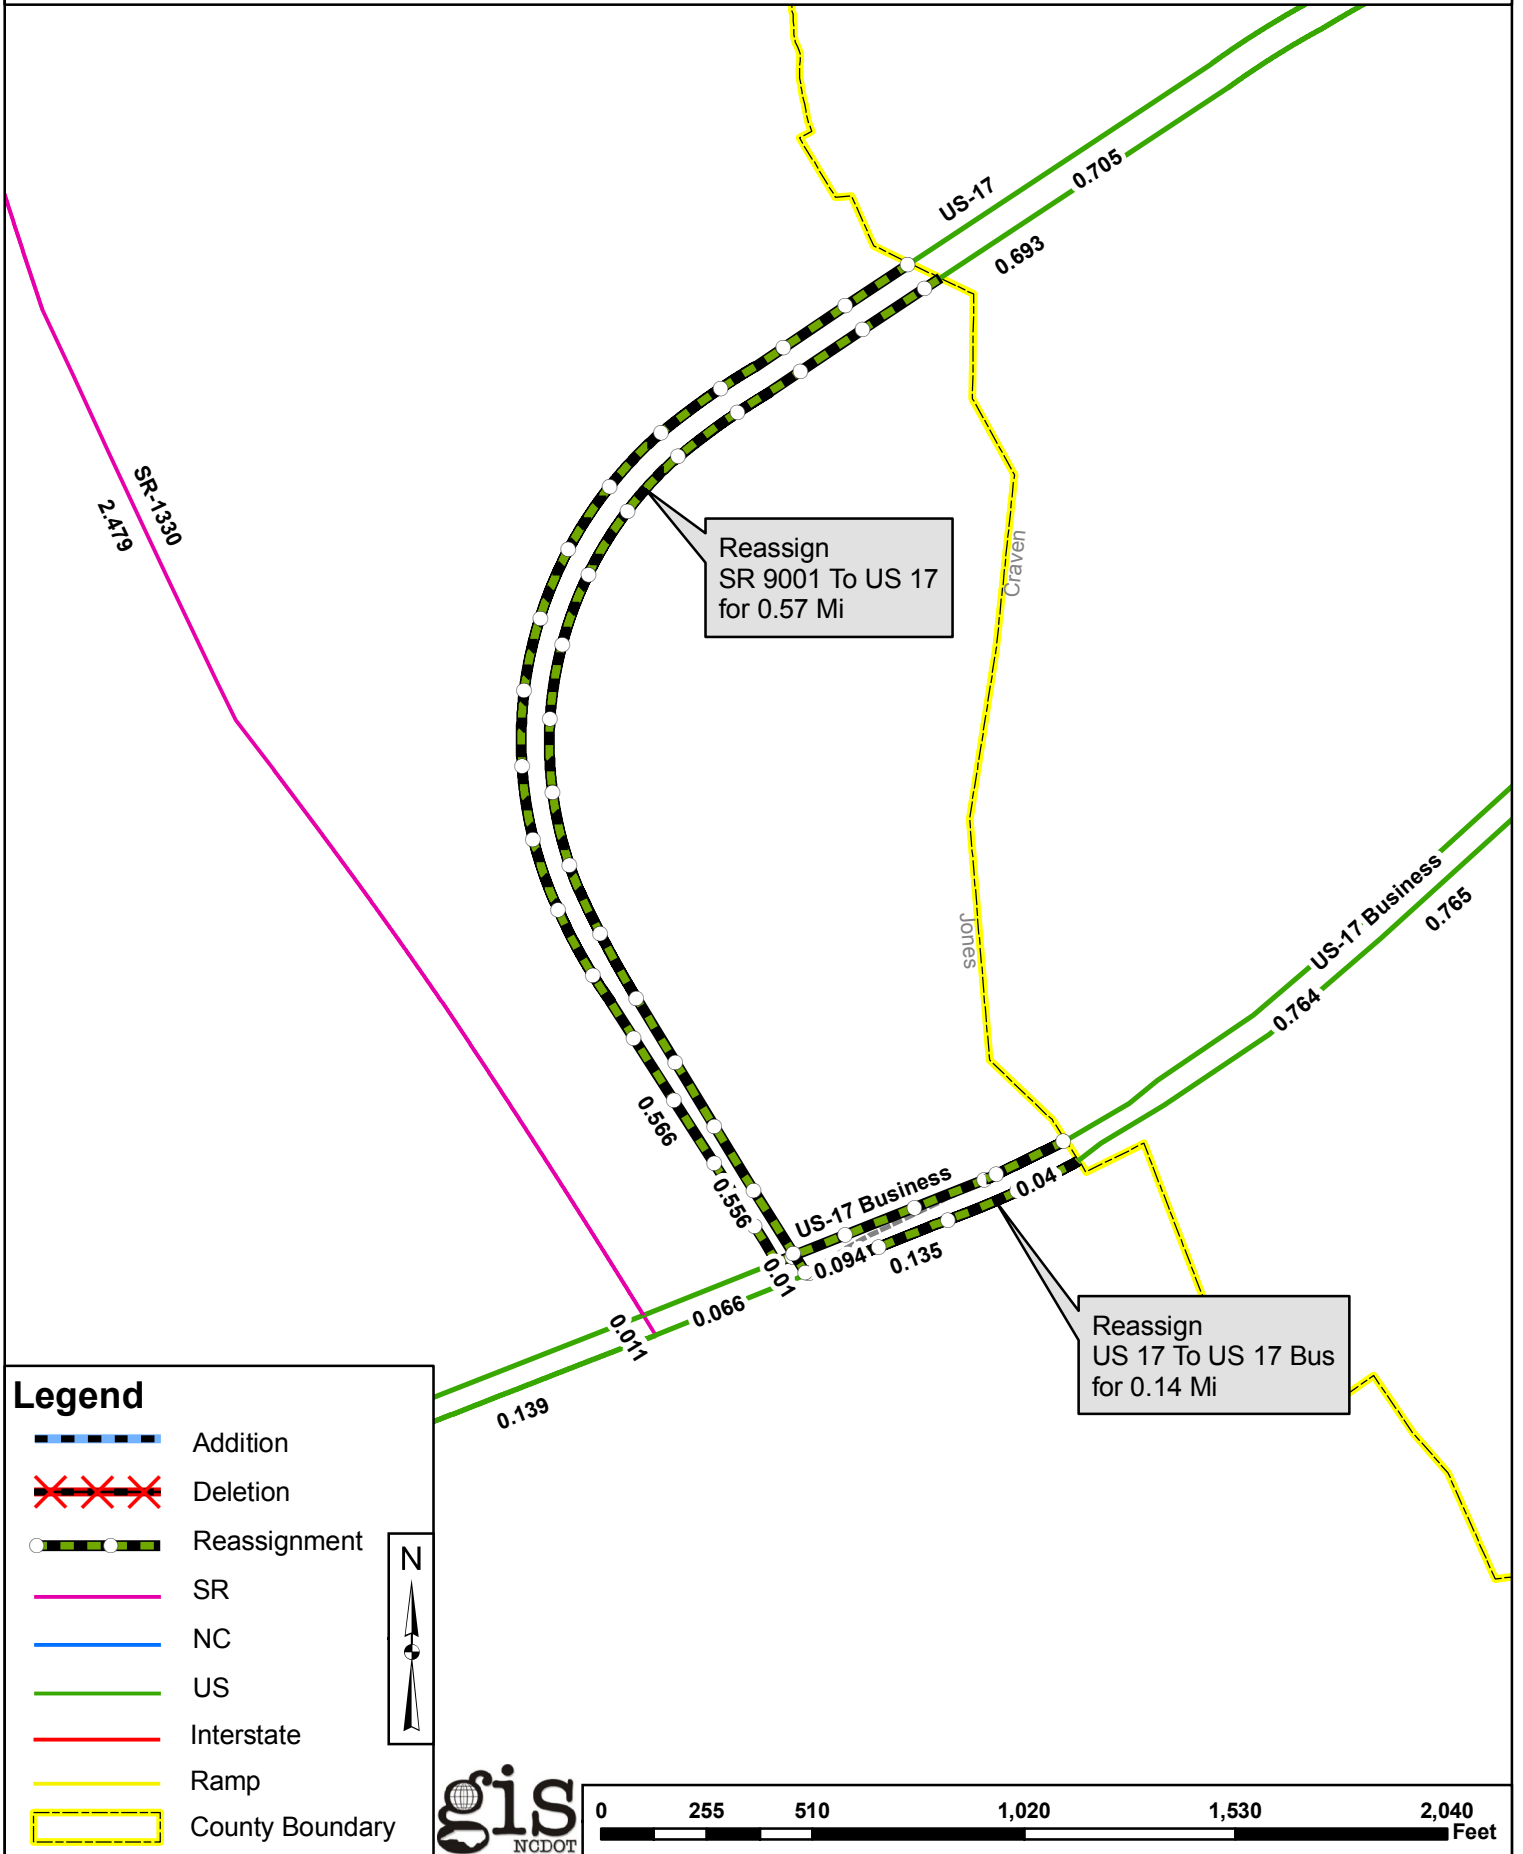 US-17
0.705
0.693
SR-1330
2.479
Reassign
SR 9001 To US 17
for 0.57 Mi
Craven
Jones
US-17 Business
0.765
0.764
0.566
0.556
US-17 Business
0.04
0.094
0.135
0.01
0.066
0.011
0.139
Reassign
US 17 To US 17 Bus
for 0.14 Mi
Legend
Addition
Deletion
Reassignment
SR
NC
US
Interstate
Ramp
County Boundary
N
gis
NCDOT
0 255 510 1,020 1,530 2,040
Feet